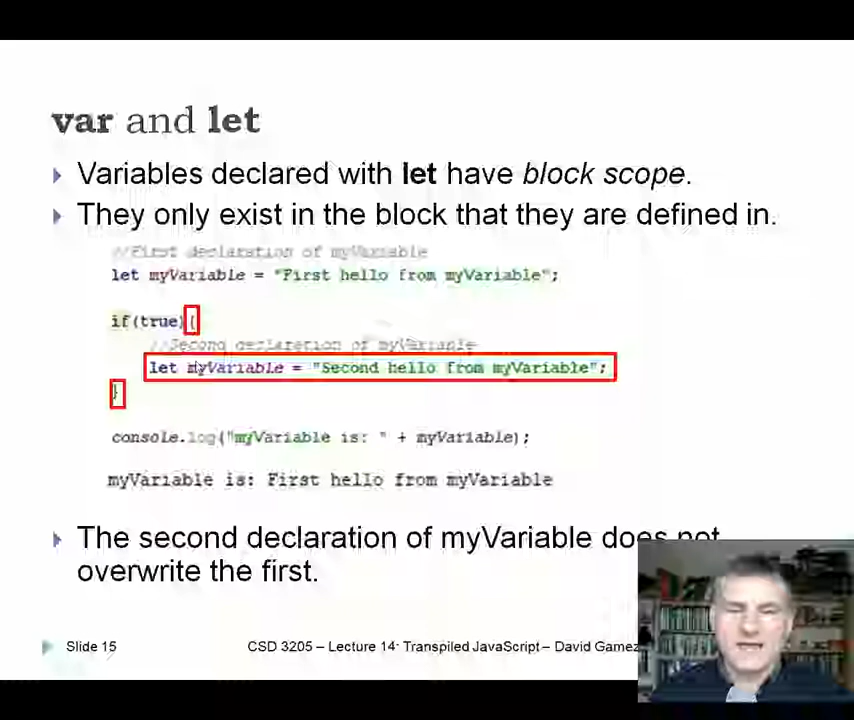 var and let
Variables declared with let have block scope.
They only exist in the block that they are defined in.
//First declaration of myVariable
let myVariable = "First hello from myVariable";
if(true){
//Second declaration of myVariable
let myVariable = "Second hello from myVariable";
}
console.log("myVariable is: " + myVariable);
myVariable is: First hello from myVariable
The second declaration of myVariable does not
overwrite the first.
Slide 15
CSD 3205 – Lecture 14: Transpiled JavaScript – David Gamez